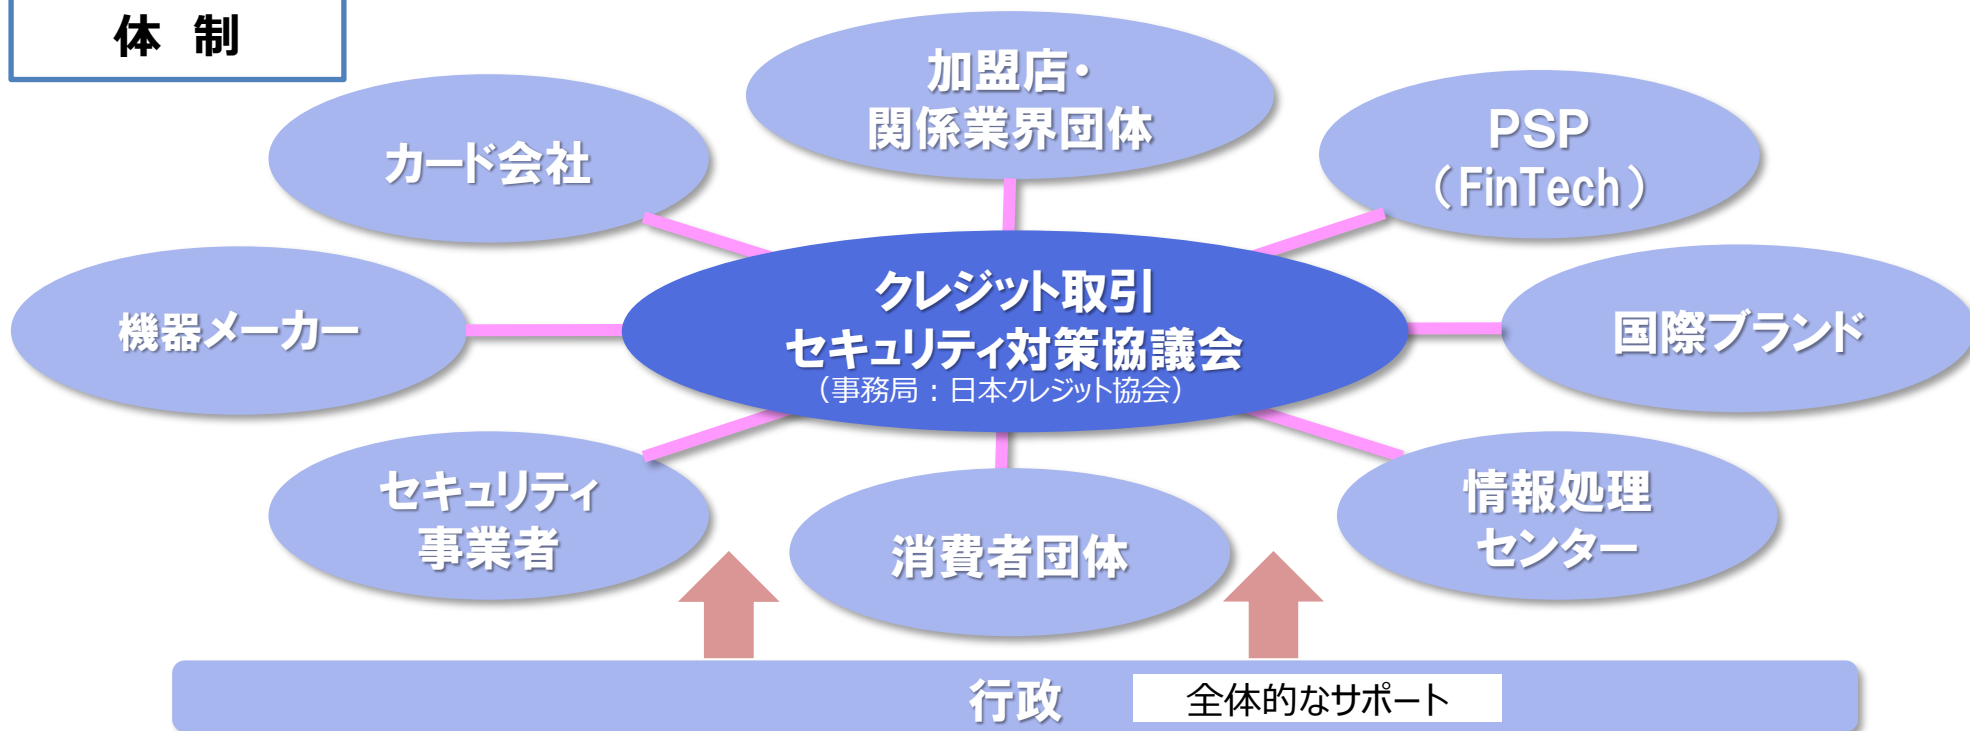 体 制
加盟店・
関係業界団体
カード会社
PSP
（FinTech）
機器メーカー
クレジット取引
セキュリティ対策協議会
（事務局：日本クレジット協会）
国際ブランド
セキュリティ
事業者
消費者団体
情報処理
センター
行政
全体的なサポート